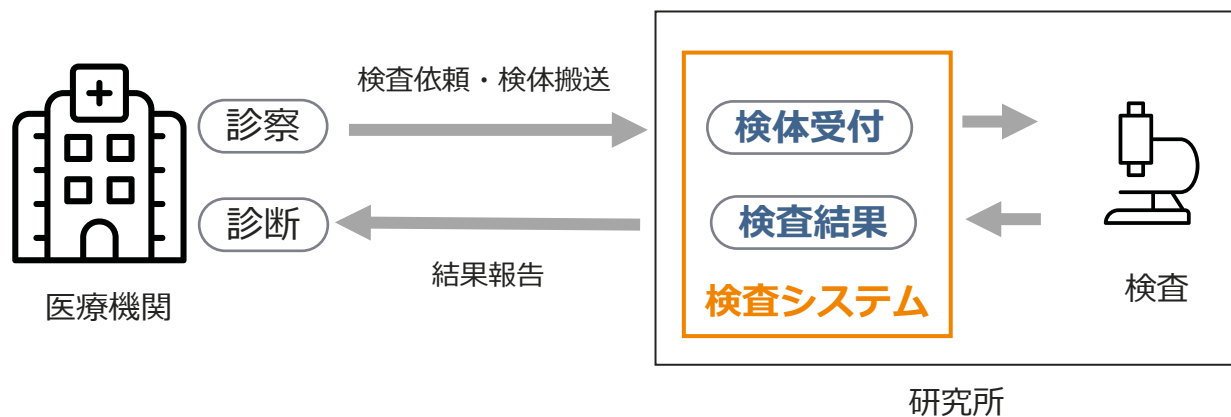 検査依頼・検体搬送
診察
検体受付
診断
検査結果
結果報告
検査システム
検査
医療機関
研究所